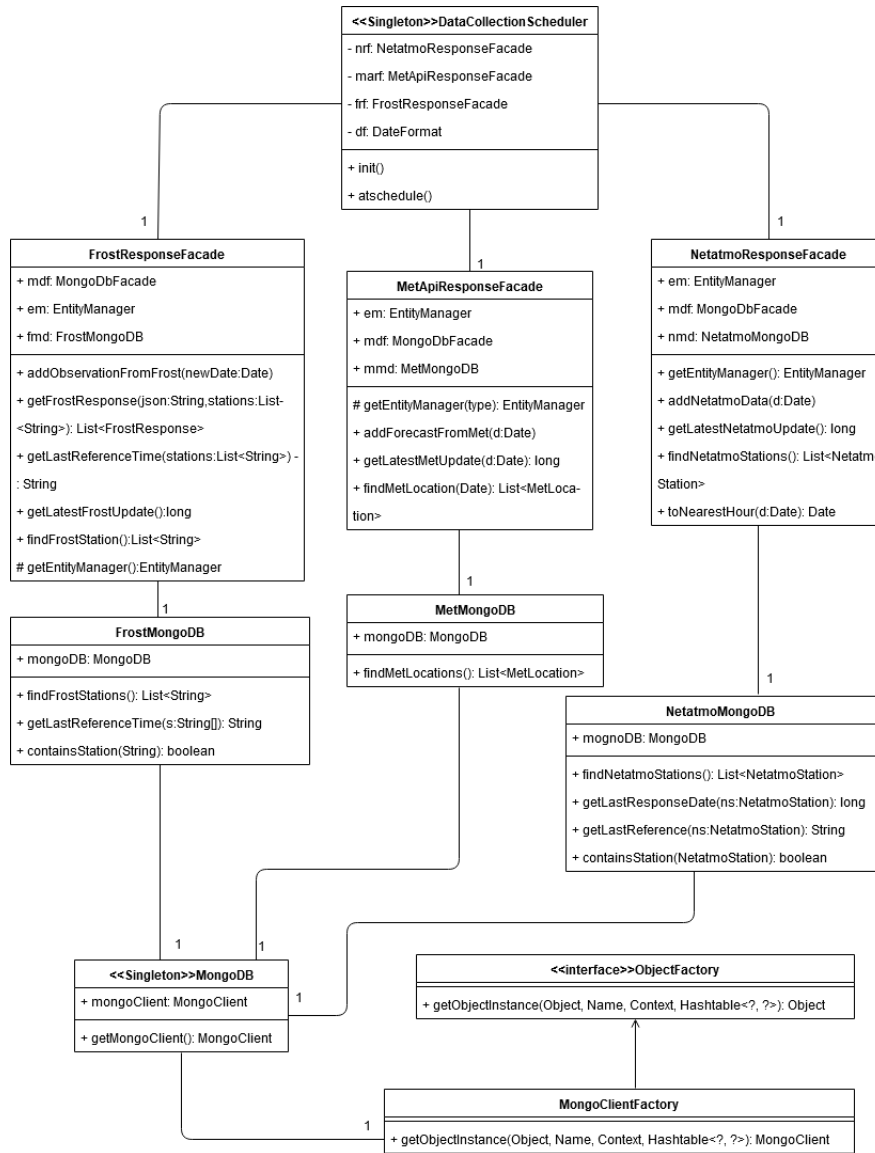 <<Singleton>>DataCollectionScheduler
- nrf: NetatmoResponseFacade
- marf: MetApiResponseFacade
- frf: FrostResponseFacade
- df: DateFormat
+ init()
+ atschedule()
1
1
1
FrostResponseFacade
+ mdf: MongoDbFacade
+ em: EntityManager
+ fmd: FrostMongoDB
+ addObservationFromFrost(newDate:Date)
+ getFrostResponse(json:String,stations:List-
<String>): List<FrostResponse>
+ getLastReferenceTime(stations:List<String>) -
: String
+ getLatestFrostUpdate():long
+ findFrostStation():List<String>
# getEntityManager():EntityManager
MetApiResponseFacade
+ em: EntityManager
+ mdf: MongoDbFacade
+ mmd: MetMongoDB
# getEntityManager(type): EntityManager
+ addForecastFromMet(d:Date)
+ getLatestMetUpdate(d:Date): long
+ findMetLocation(Date): List<MetLoca-
tion>
NetatmoResponseFacade
+ em: EntityManager
+ mdf: MongoDbFacade
+ nmd: NetatmoMongoDB
+ getEntityManager(): EntityManager
+ addNetatmoData(d:Date)
+ getLatestNetatmoUpdate(): long
+ findNetatmoStations(): List<Netatmo
Station>
+ toNearestHour(d:Date): Date
1
1
1
FrostMongoDB
+ mongoDB: MongoDB
+ findFrostStations(): List<String>
+ getLastReferenceTime(s:String[]): String
+ containsStation(String): boolean
MetMongoDB
+ mongoDB: MongoDB
+ findMetLocations(): List<MetLocation>
NetatmoMongoDB
+ mognoDB: MongoDB
+ findNetatmoStations(): List<NetatmoStation>
+ getLastResponseDate(ns:NetatmoStation): long
+ getLastReference(ns:NetatmoStation): String
+ containsStation(NetatmoStation): boolean
1
1
1
<<Singleton>>MongoDB
+ mongoClient: MongoClient
+ getMongoClient(): MongoClient
<<interface>>ObjectFactory
+ getObjectInstance(Object, Name, Context, Hashtable<?, ?>): Object
1
MongoClientFactory
+ getObjectInstance(Object, Name, Context, Hashtable<?, ?>): MongoClient